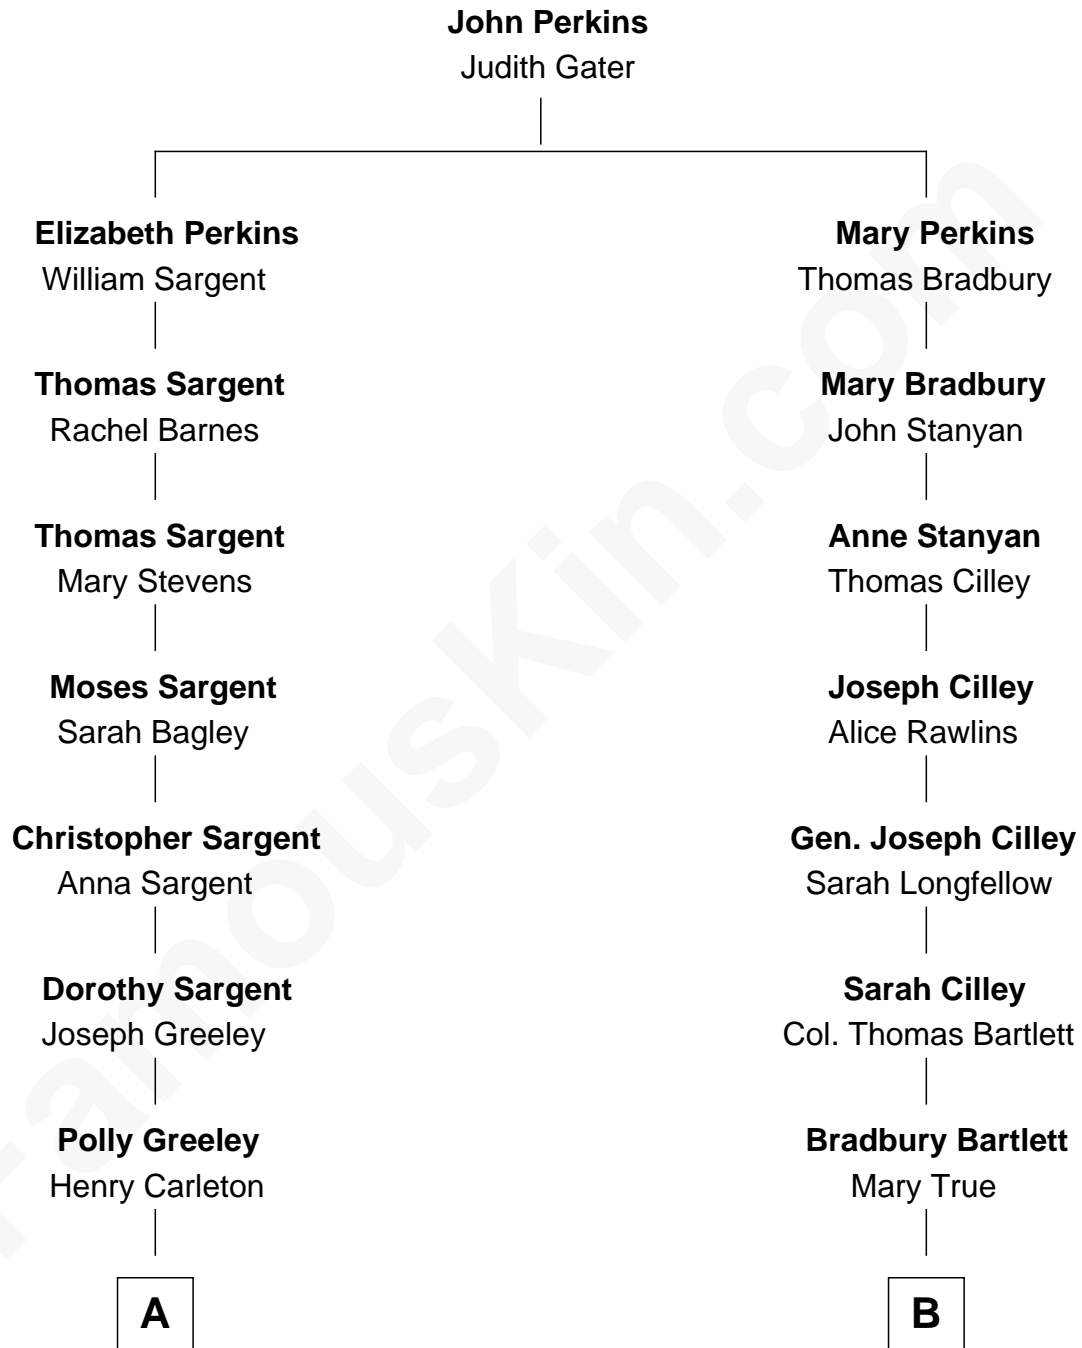 John Perkins
Judith Gater
Elizabeth Perkins
William Sargent
Mary Perkins
Thomas Bradbury
Thomas Sargent
Rachel Barnes
Mary Bradbury
John Stanyan
Thomas Sargent
Mary Stevens
Anne Stanyan
Thomas Cilley
Moses Sargent
Sarah Bagley
Joseph Cilley
Alice Rawlins
Christopher Sargent
Anna Sargent
Gen. Joseph Cilley
Sarah Longfellow
Dorothy Sargent
Joseph Greeley
Sarah Cilley
Col. Thomas Bartlett
Polly Greeley
Henry Carleton
Bradbury Bartlett
Mary True
A
B
FamousKin.com